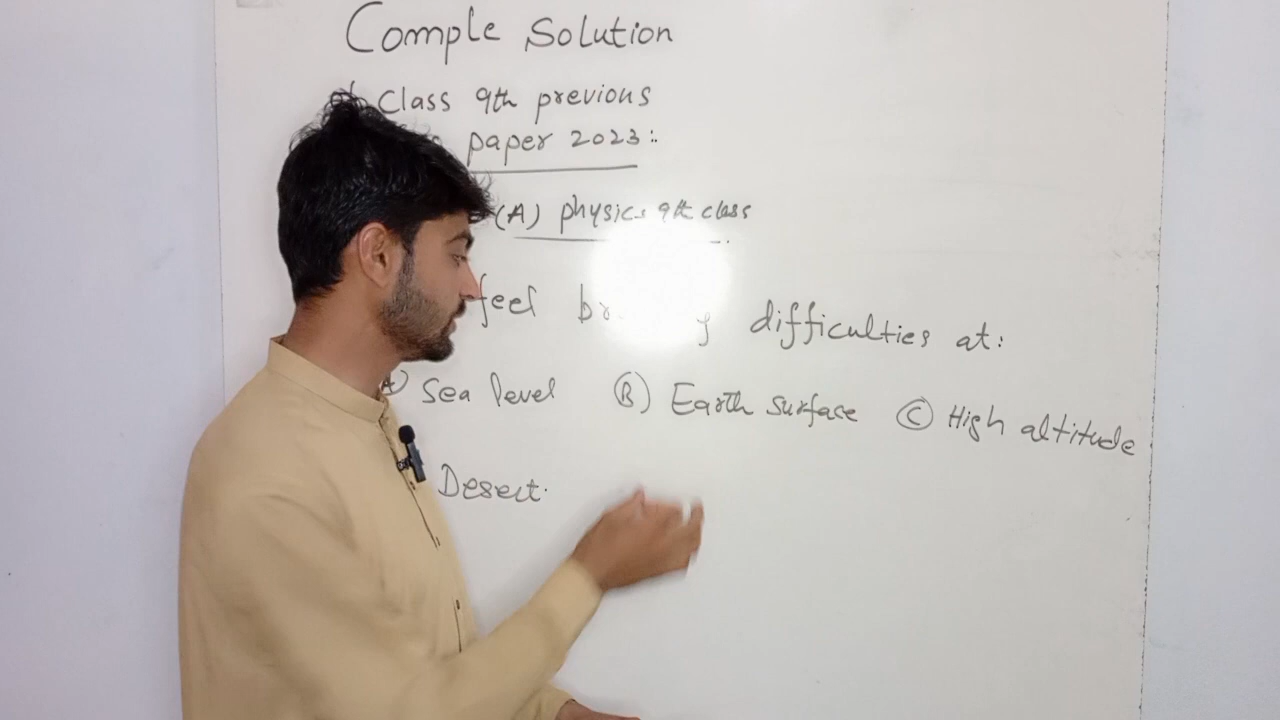 Comple Solution
of Class 9th previous
paper 2023:.
(A) physics 9th class
feel difficulties at:
A) Sea level B) Earth surface C High altitude
Desert.